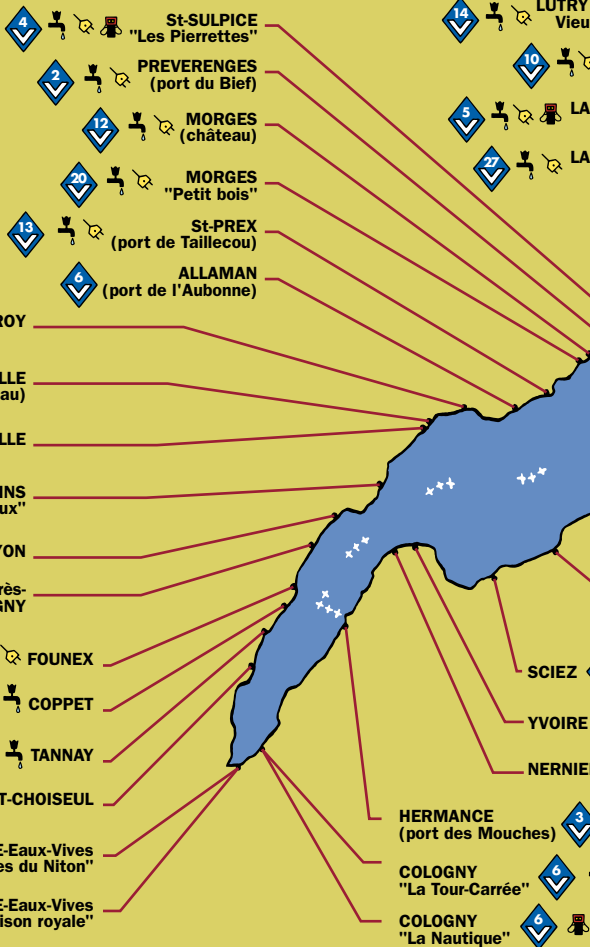 4
St-SULPICE
"Les Pierrettes"
2
PREVERENGES
(port du Bief)
12
MORGES
(château)
20
MORGES
"Petit bois"
13
St-PREX
(port de Taillecou)
6
ALLAMAN
(port de l'Aubonne)
14
LUTRY
Vieu
10
5
LA
27
LA
ROY
LLE
au)
LLE
INS
ux"
YON
rès-
GNY
FOUNEX
COPPET
TANNAY
T-CHOISEUL
E-Eaux-Vives
es du Niton"
E-Eaux-Vives
ison royale"
SCIEZ
YVOIRE
NERNIE
HERMANCE
(port des Mouches)
3
COLOGNY
"La Tour-Carrée"
6
COLOGNY
"La Nautique"
6